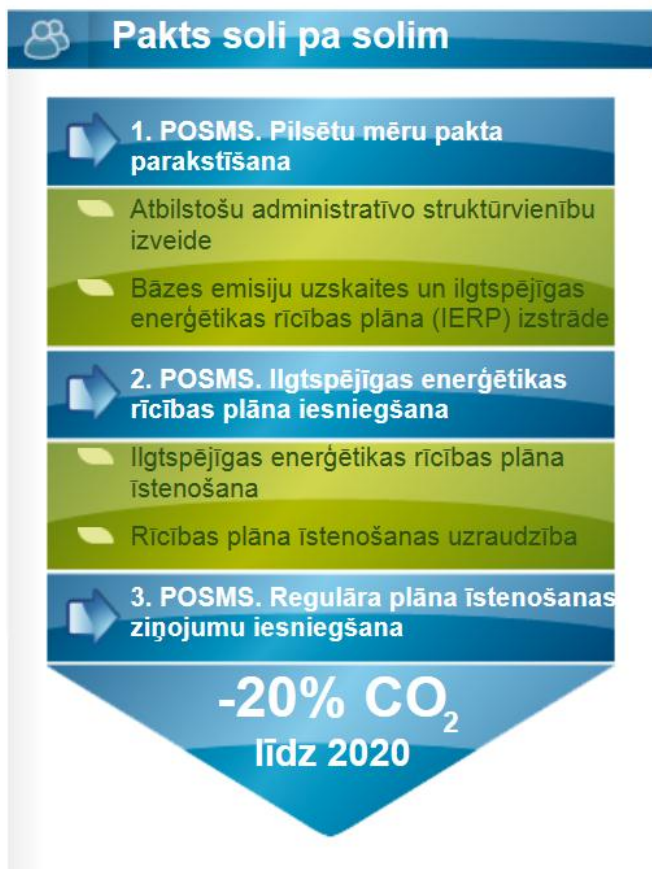 Pakts soli pa solim
1. POSMS. Pilsētu mēru pakta
parakstīšana
Atbilstošu administratīvo struktūrvienību
izveide
Bāzes emisiju uzskaites un ilgtspējīgas
enerģētikas rīcības plāna (IERP) izstrāde
2. POSMS. Ilgtspējīgas enerģētikas
rīcības plāna iesniegšana
Ilgtspējīgas enerģētikas rīcības plāna
īstenošana
Rīcības plāna īstenošanas uzraudzība
3. POSMS. Regulāra plāna īstenošanas
ziņojumu iesniegšana
-20% CO₂
līdz 2020